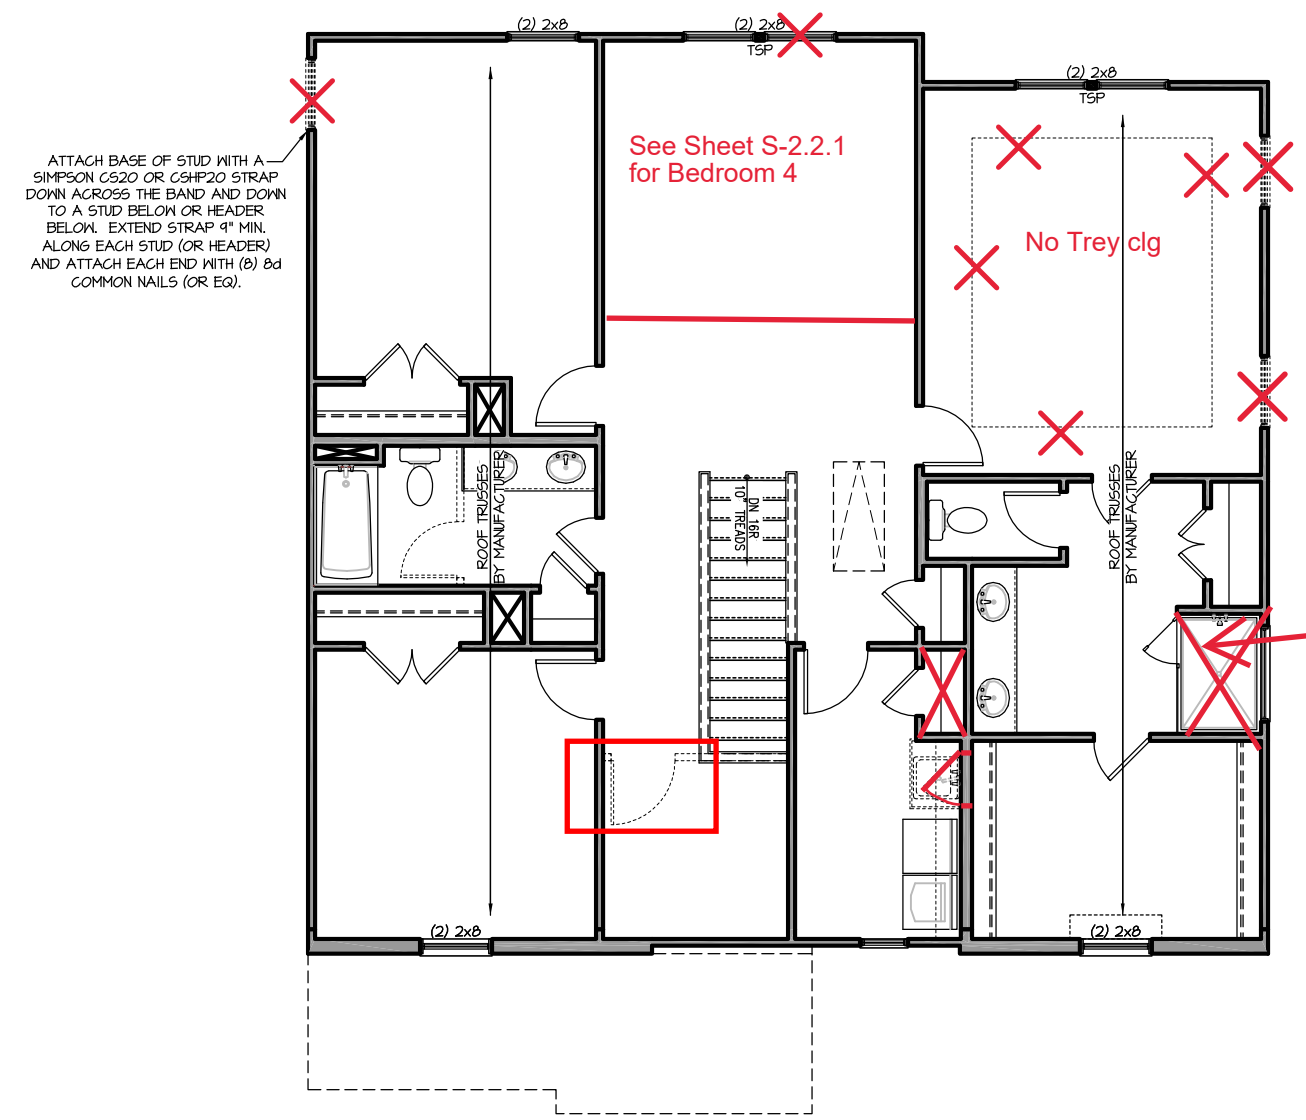 (2) 2x8
(2) 2x8
TSP
(2) 2x8
TSP
ATTACH BASE OF STUD WITH A
SIMPSON CS20 OR CSHP20 STRAP
DOWN ACROSS THE BAND AND DOWN
TO A STUD BELOW OR HEADER
BELOW. EXTEND STRAP 9" MIN.
ALONG EACH STUD (OR HEADER)
AND ATTACH EACH END WITH (8) 8d
COMMON NAILS (OR EQ).
See Sheet S-2.2.1
for Bedroom 4
No Trey clg
ROOF TRUSSES
BY MANUFACTURER
DN 16R
10" TREADS
ROOF TRUSSES
BY MANUFACTURER
(2) 2x8
(2) 2x8